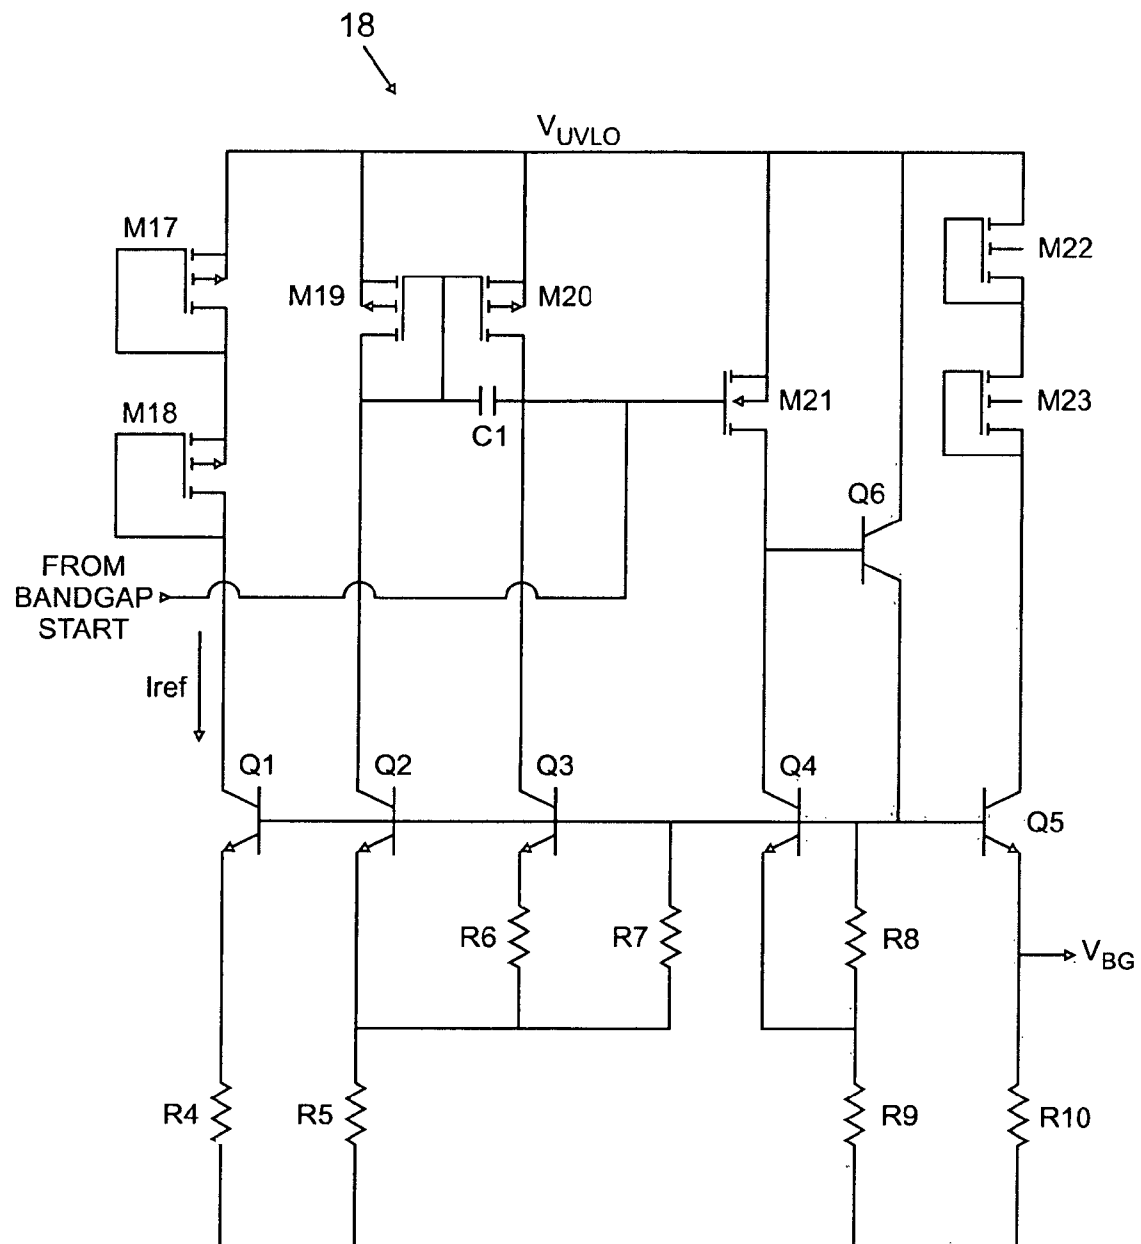 18
VUVLO
M17
M22
M19
M20
M18
M21
M23
C1
Q6
FROM
BANDGAP
START
Iref
Q1
Q2
Q3
Q4
Q5
R6
R7
R8
VBG
R4
R5
R9
R10